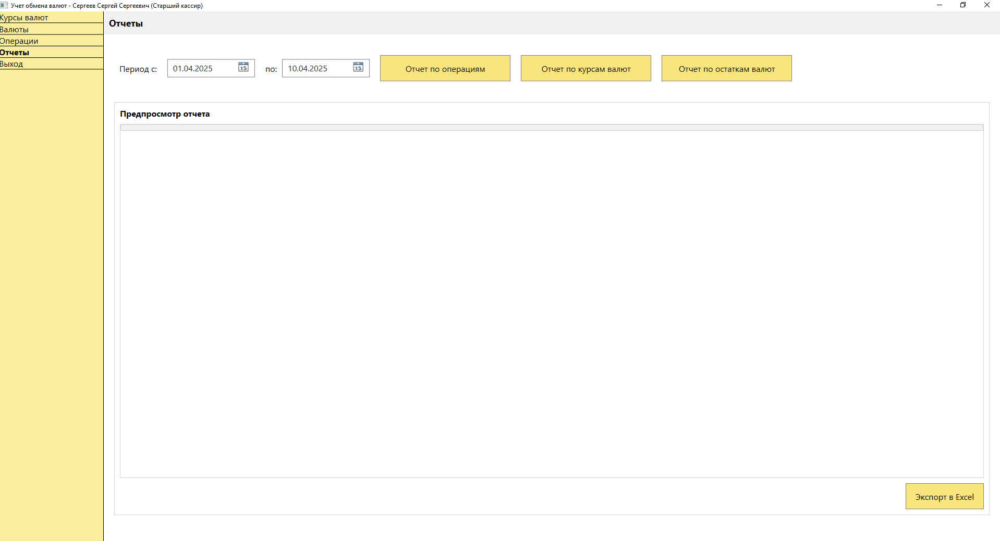 Учет обмена валют - Сергеев Сергей Сергеевич (Старший кассир)
Курсы валют
Валюты
Операции
Отчеты
Выход
Отчеты
Период с: 01.04.2025 15 по: 10.04.2025 15 Отчет по операциям Отчет по курсам валют Отчет по остаткам валют
Предпросмотр отчета
Экспорт в Excel